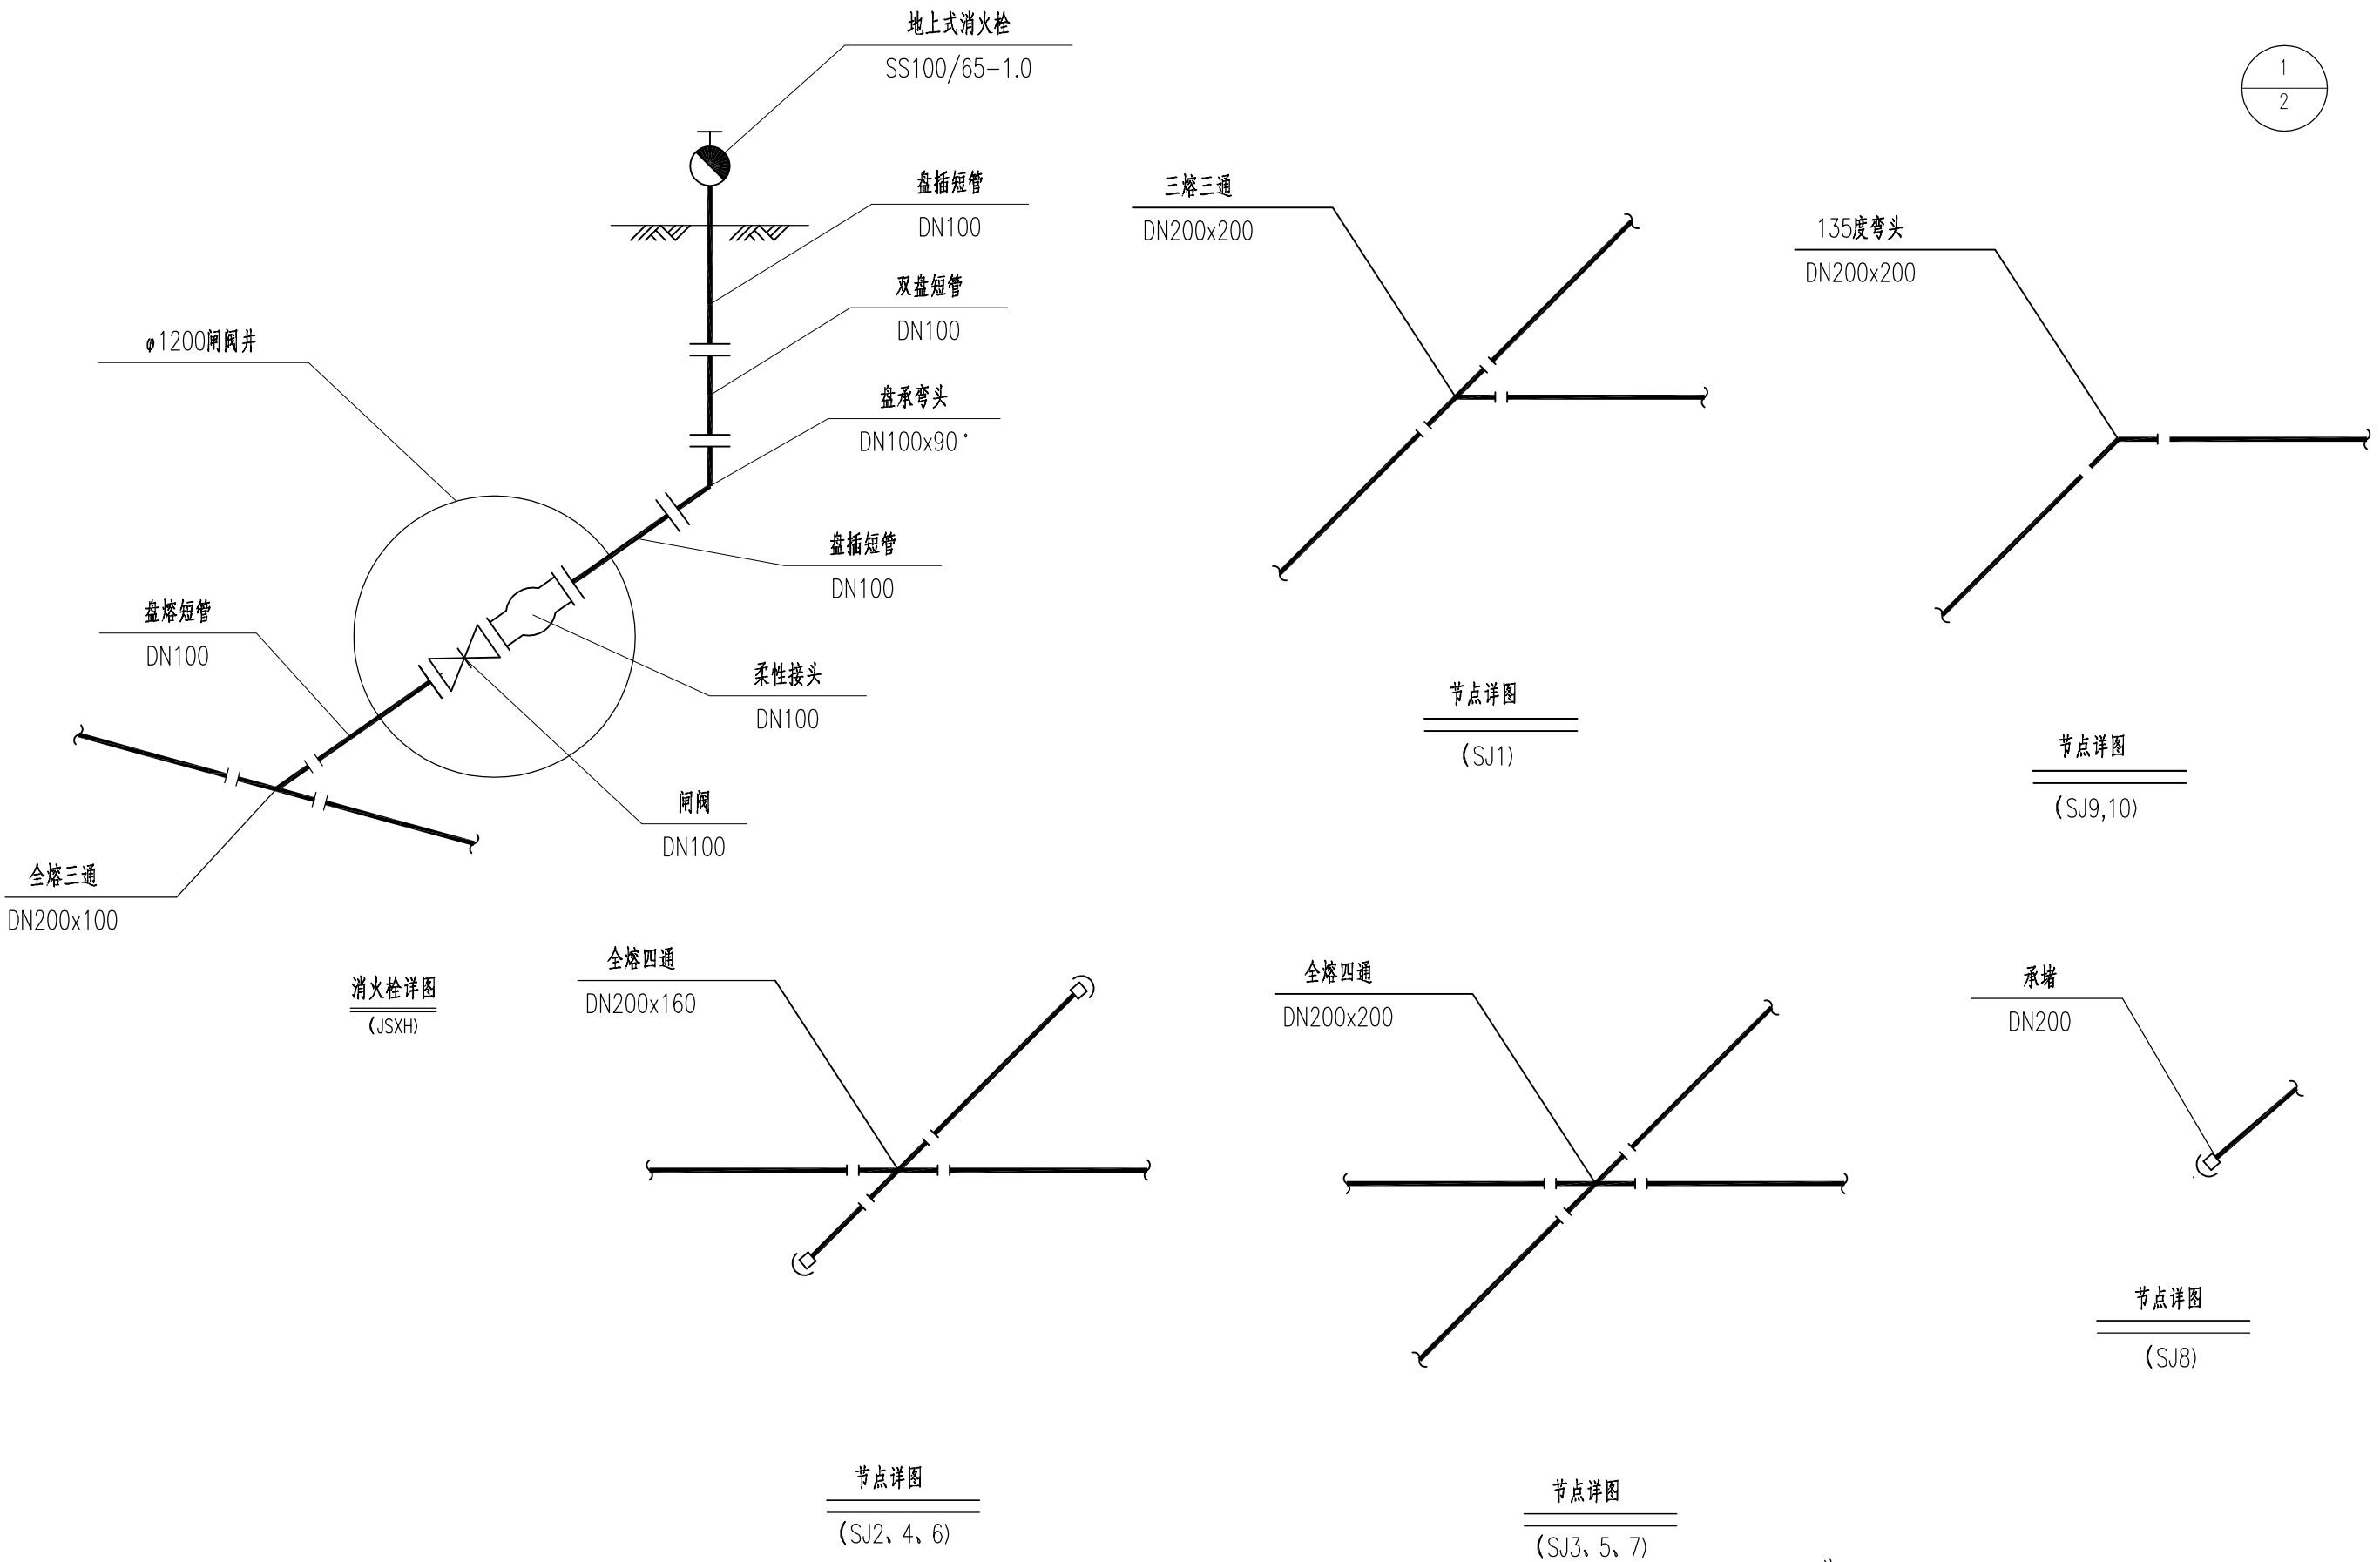 地上式消火栓
SS100/65-1.0
1
2
盘插短管
DN100
双盘短管
DN100
盘承弯头
DN100x90°
φ1200闸阀井
盘插短管
DN100
盘熔短管
DN100
柔性接头
DN100
闸阀
DN100
全熔三通
DN200x100
消火栓详图
(JSXH)
三熔三通
DN200x200
节点详图
(SJ1)
135度弯头
DN200x200
节点详图
(SJ9,10)
全熔四通
DN200x160
节点详图
(SJ2、4、6)
全熔四通
DN200x200
节点详图
(SJ3、5、7)
承堵
DN200
节点详图
(SJ8)